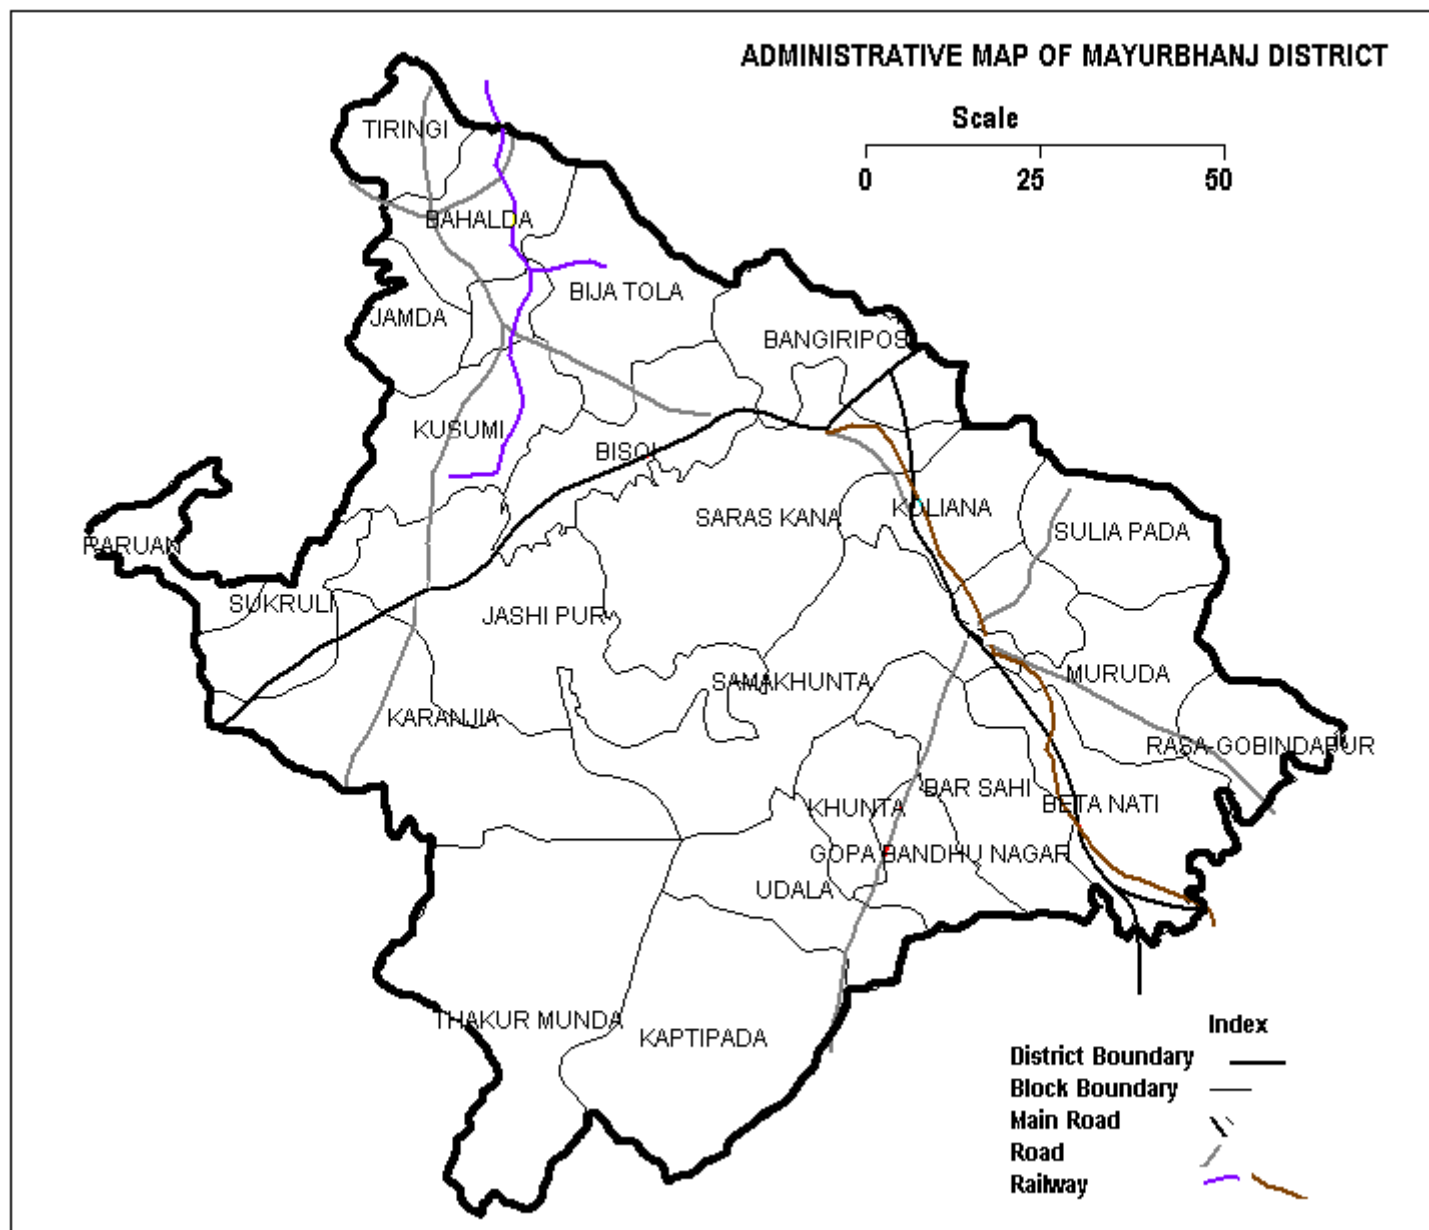 ADMINISTRATIVE MAP OF MAYURBHANJ DISTRICT
Scale
0 25 50
TIRINGI
BAHALDA
BIJA TOLA
JAMDA
BANGIRIPOSI
KUSUMI
BISOI
SARAS KANA
KULIANA
SULIA PADA
RARUAN
SUKRULI
JASHI PUR
SAMAKHUNTA
MURUDA
KARANJIA
RASA-GOBINDAPUR
BAR SAHI
KHUNTA
BETA NATI
GOPA BANDHU NAGAR
UDALA
THAKUR MUNDA
KAPTIPADA
Index
District Boundary
Block Boundary
Main Road
Road
Railway